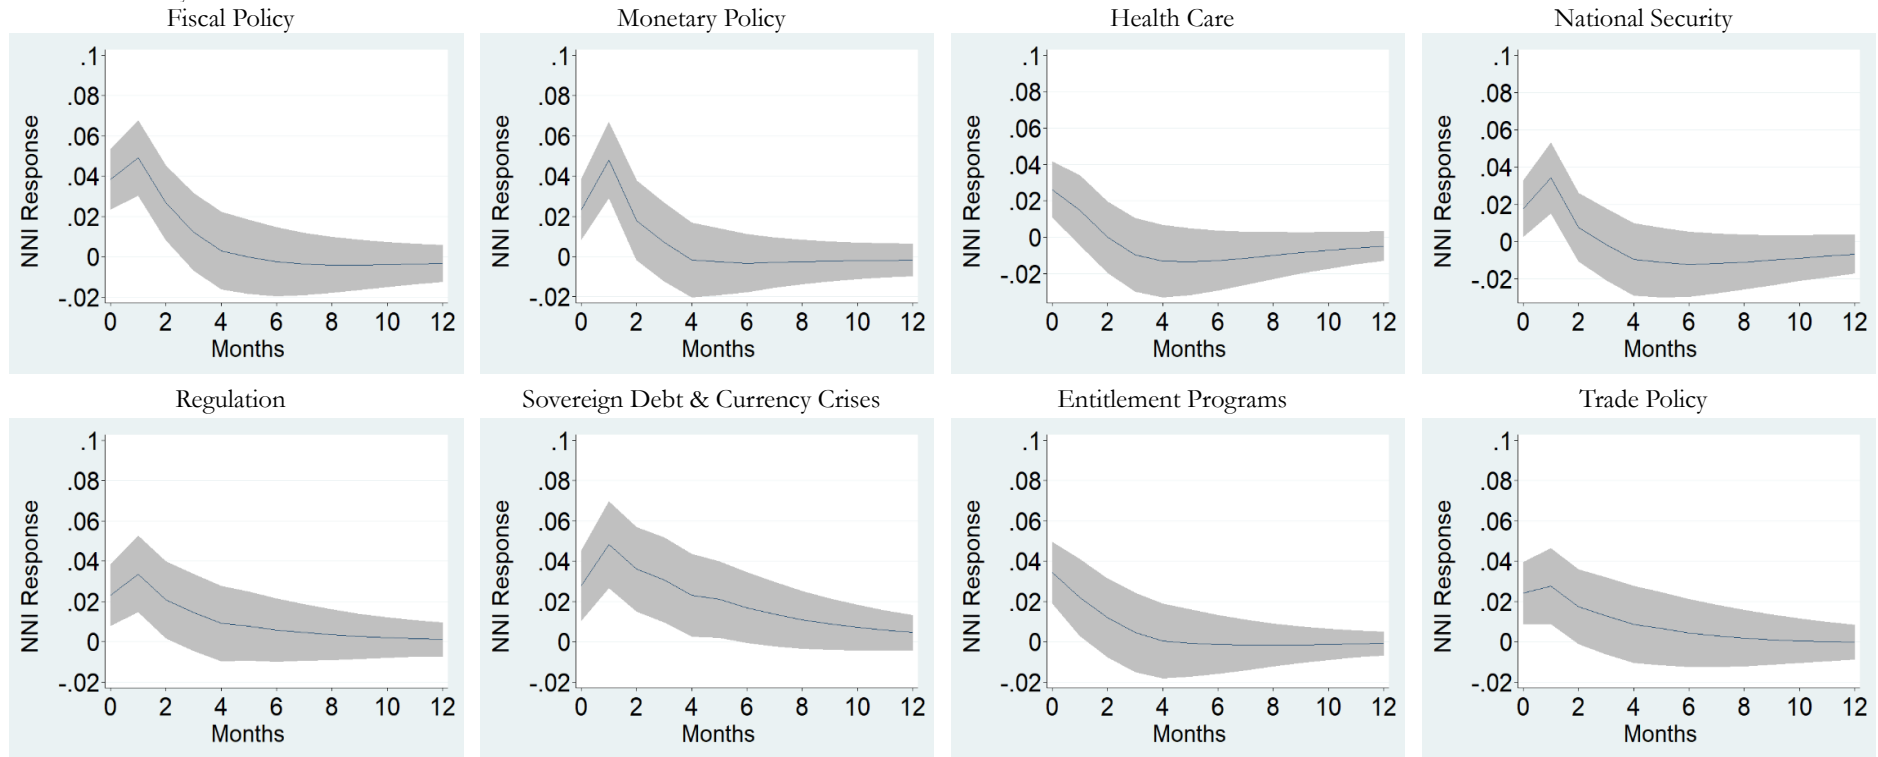 Fiscal Policy
.1
.08
.06
.04
.02
0
-.02
NNI Response
0 2 4 6 8 10 12
Months
Monetary Policy
.1
.08
.06
.04
.02
0
-.02
NNI Response
0 2 4 6 8 10 12
Months
Health Care
.1
.08
.06
.04
.02
0
-.02
NNI Response
0 2 4 6 8 10 12
Months
National Security
.1
.08
.06
.04
.02
0
-.02
NNI Response
0 2 4 6 8 10 12
Months
Regulation
.1
.08
.06
.04
.02
0
-.02
NNI Response
0 2 4 6 8 10 12
Months
Sovereign Debt & Currency Crises
.1
.08
.06
.04
.02
0
-.02
NNI Response
0 2 4 6 8 10 12
Months
Entitlement Programs
.1
.08
.06
.04
.02
0
-.02
NNI Response
0 2 4 6 8 10 12
Months
Trade Policy
.1
.08
.06
.04
.02
0
-.02
NNI Response
0 2 4 6 8 10 12
Months